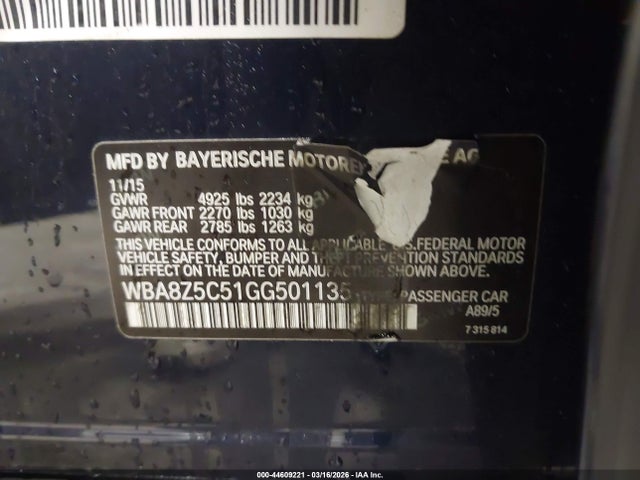 MFD BY BAYERISCHE MOTOREN AG
11/15
GVWR 4925 lbs 2234 kg
GAWR FRONT 2270 lbs 1030 kg
GAWR REAR 2785 lbs 1263 kg
THIS VEHICLE CONFORMS TO ALL APPLICABLE U.S. FEDERAL MOTOR
VEHICLE SAFETY, BUMPER AND THEFT PREVENTION STANDARDS
IN EFFECT ON THE DATE OF MANUFACTURE SHOWN ABOVE.
WBA8Z5C51GG501135 TYPE: PASSENGER CAR
A89/5
7 315 814
000-44609221 - 03/16/2026 - IAA Inc.